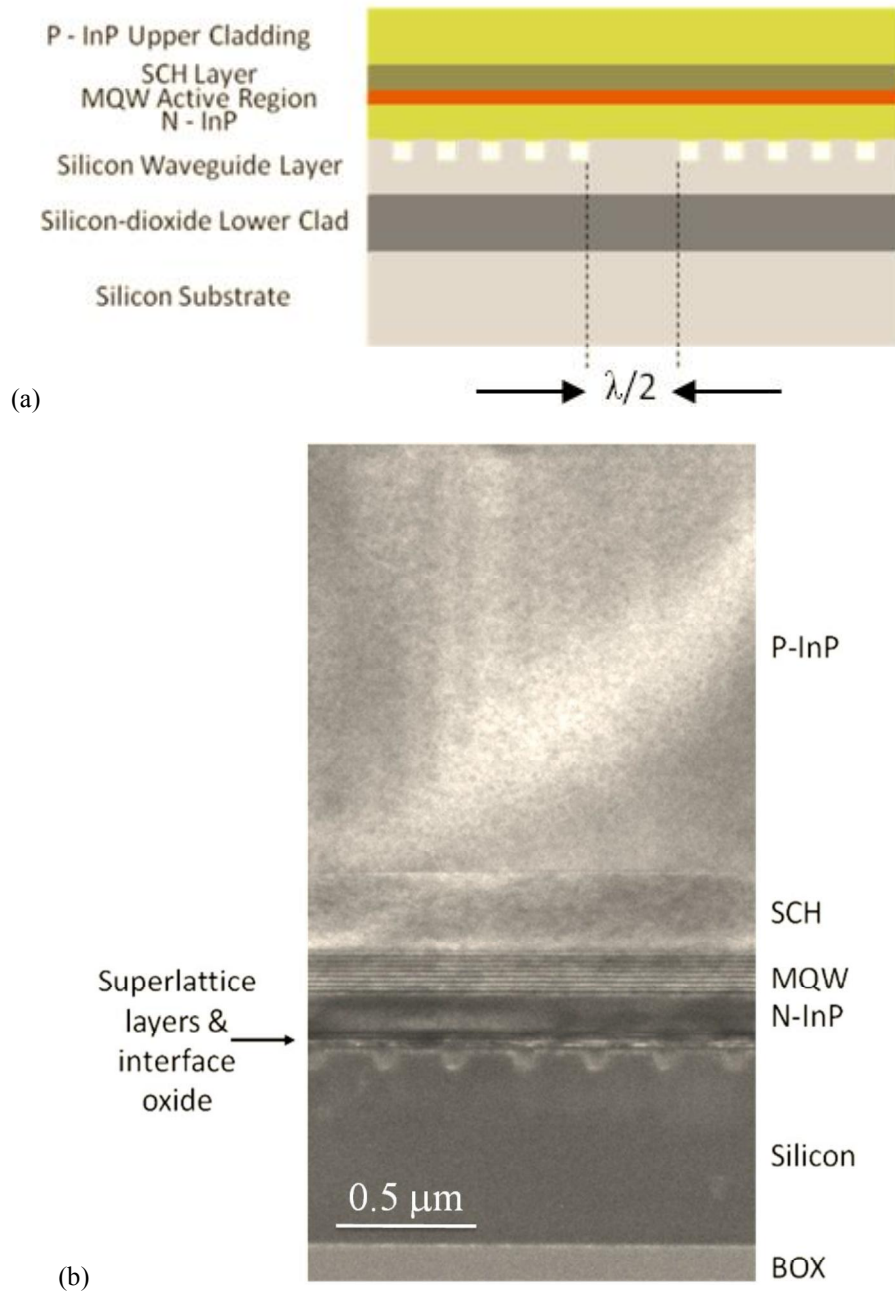 P - InP Upper Cladding
SCH Layer
MQW Active Region
N - InP
Silicon Waveguide Layer
Silicon-dioxide Lower Clad
Silicon Substrate
λ/2
(a)
P-InP
SCH
MQW
N-InP
Superlattice
layers &
interface
oxide
Silicon
0.5 μm
BOX
(b)